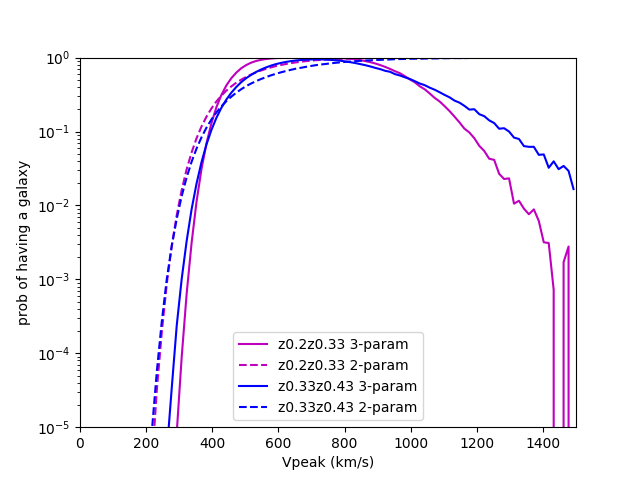 10^0
10^-1
10^-2
10^-3
10^-4
10^-5
prob of having a galaxy
z0.2z0.33 3-param
z0.2z0.33 2-param
z0.33z0.43 3-param
z0.33z0.43 2-param
0 200 400 600 800 1000 1200 1400
Vpeak (km/s)